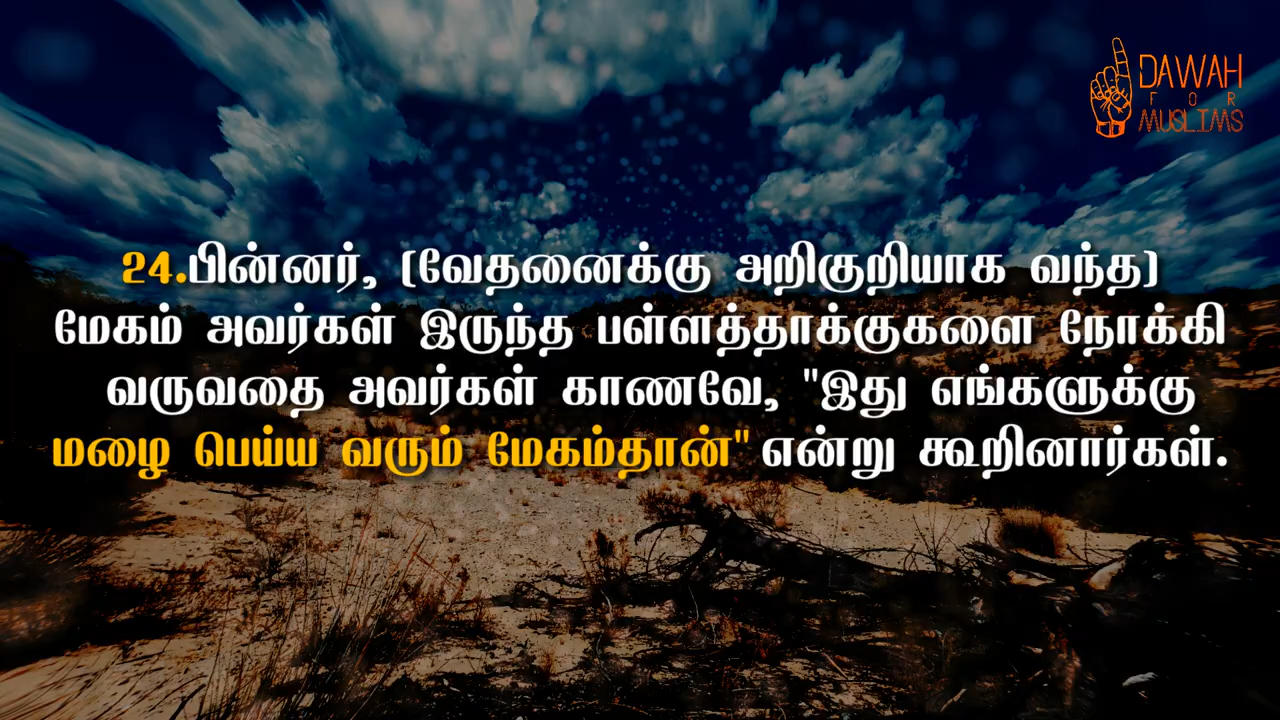 DAWAH
FOR
MUSLIMS
24.பின்னர், (வேதனைக்கு அறிகுறியாக வந்த)
மேகம் அவர்கள் இருந்த பள்ளத்தாக்குகளை நோக்கி
வருவதை அவர்கள் காணவே, "இது எங்களுக்கு
மழை பெய்ய வரும் மேகம்தான்" என்று கூறினார்கள்.